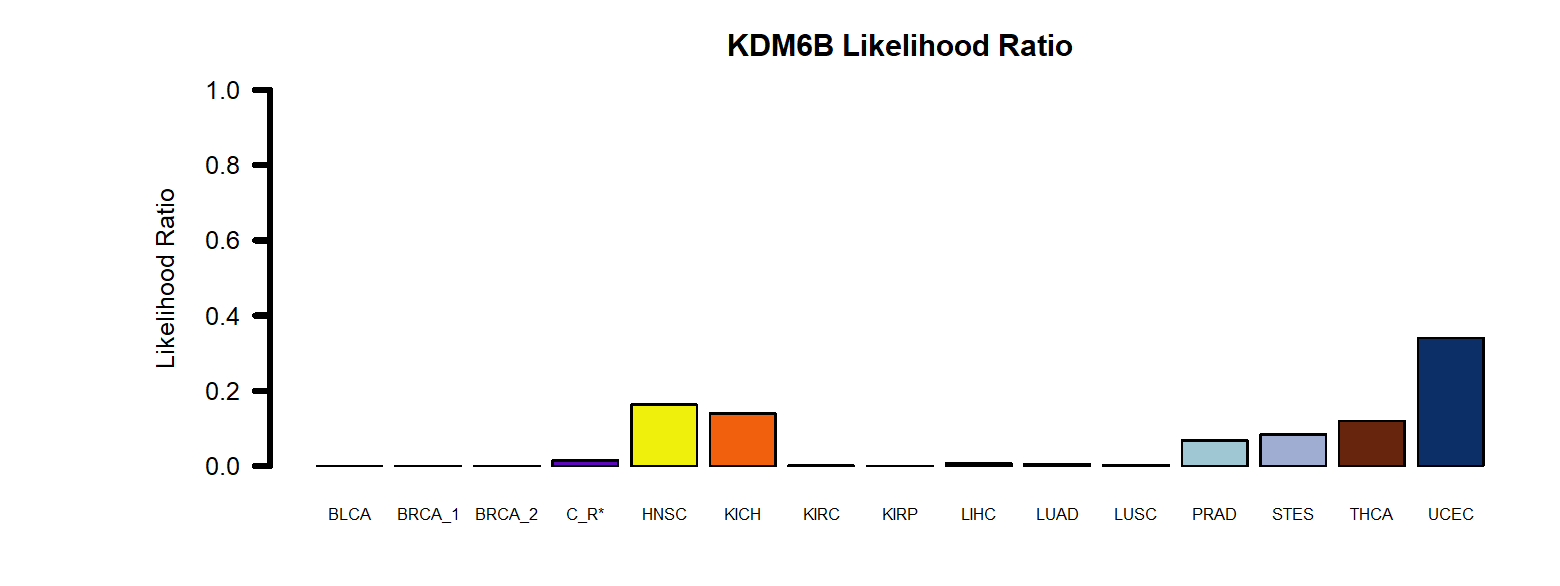 KDM6B Likelihood Ratio
Likelihood Ratio
1.0
0.8
0.6
0.4
0.2
0.0
BLCA BRCA_1 BRCA_2 C_R* HNSC KICH KIRC KIRP LIHC LUAD LUSC PRAD STES THCA UCEC